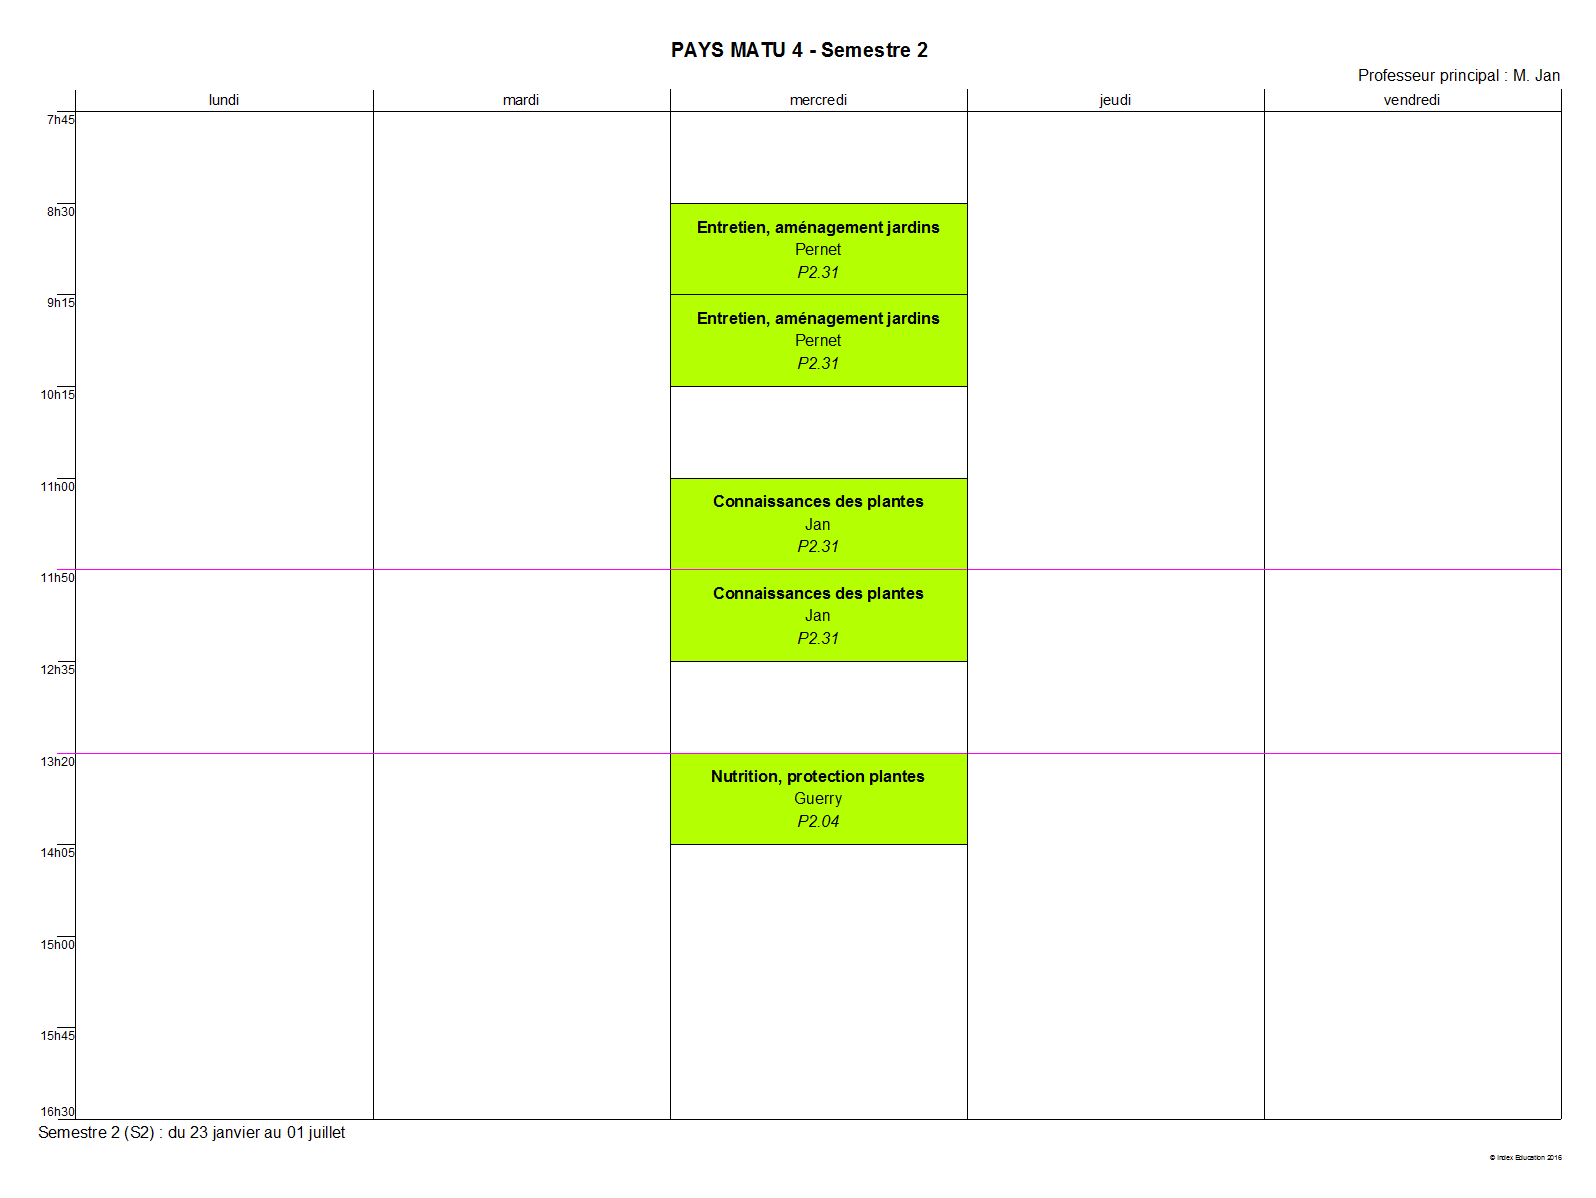 PAYS MATU 4 - Semestre 2
Professeur principal : M. Jan
lundi mardi mercredi jeudi vendredi
7h45
8h30
Entretien, aménagement jardins
Pernet
P2.31
9h15
Entretien, aménagement jardins
Pernet
P2.31
10h15
11h00
Connaissances des plantes
Jan
P2.31
11h50
Connaissances des plantes
Jan
P2.31
12h35
13h20
Nutrition, protection plantes
Guerry
P2.04
14h05
15h00
15h45
16h30
Semestre 2 (S2) : du 23 janvier au 01 juillet
© Index Education 2016